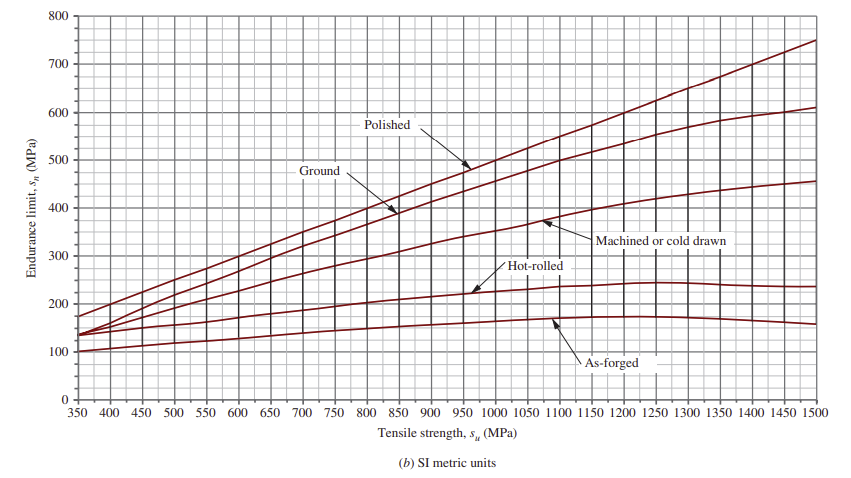 800
700
600
500
400
300
200
100
0
Endurance limit, sₙ (MPa)
Polished
Ground
Machined or cold drawn
Hot-rolled
As-forged
350 400 450 500 550 600 650 700 750 800 850 900 950 1000 1050 1100 1150 1200 1250 1300 1350 1400 1450 1500
Tensile strength, sᵤ (MPa)
(b) SI metric units